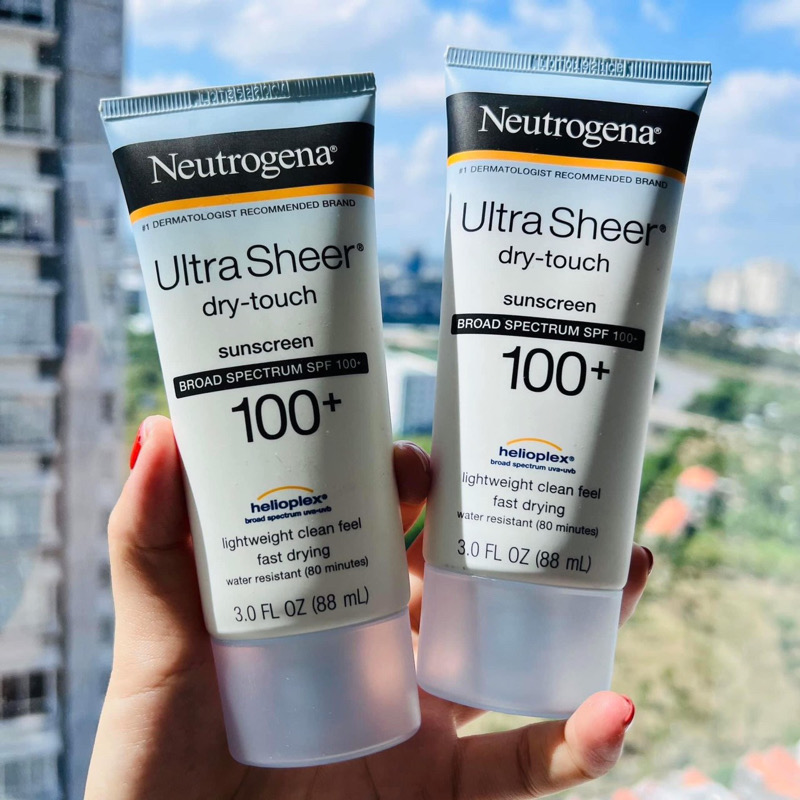 Neutrogena®
#1 DERMATOLOGIST RECOMMENDED BRAND
Ultra Sheer®
dry-touch
sunscreen
BROAD SPECTRUM SPF 100+
100+
helioplex®
broad spectrum uva•uvb
lightweight clean feel
fast drying
water resistant (80 minutes)
3.0 FL OZ (88 mL)
Neutrogena®
#1 DERMATOLOGIST RECOMMENDED BRAND
Ultra Sheer®
dry-touch
sunscreen
BROAD SPECTRUM SPF 100+
100+
helioplex®
broad spectrum uva•uvb
lightweight clean feel
fast drying
water resistant (80 minutes)
3.0 FL OZ (88 mL)